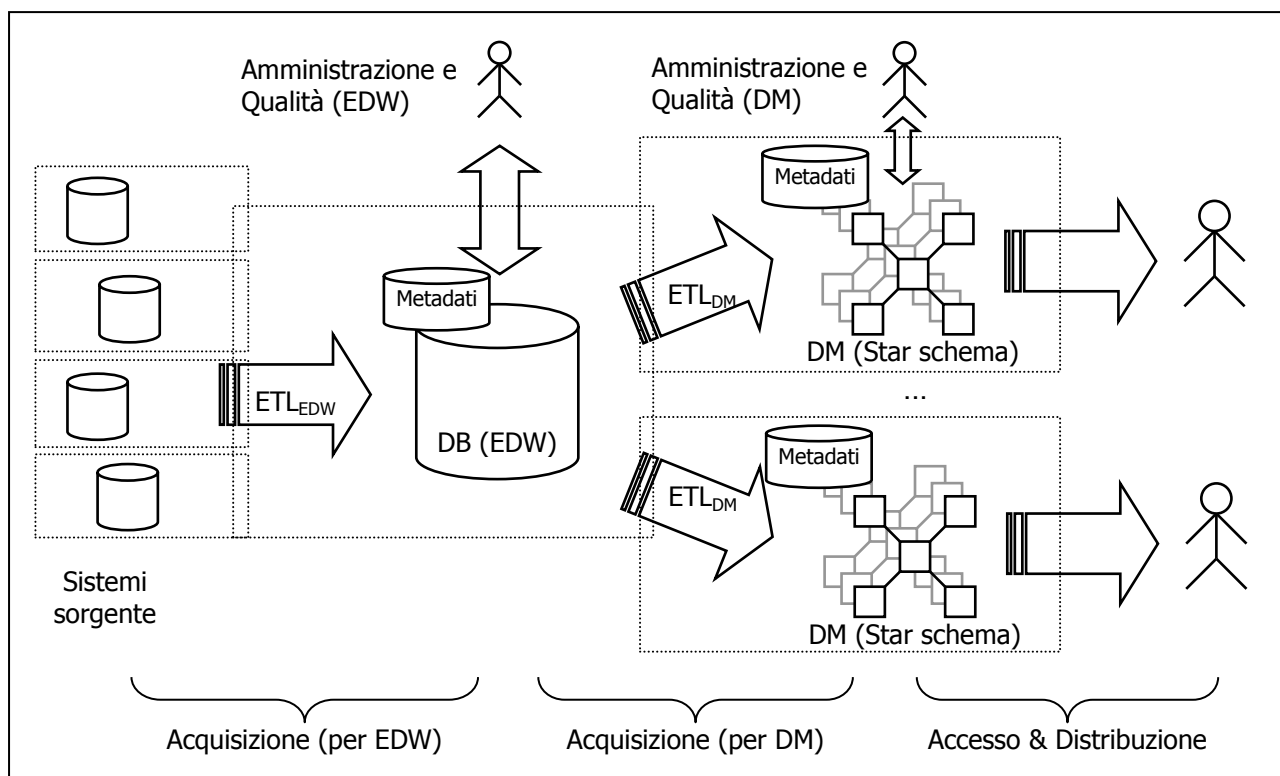 Amministrazione e
Qualità (EDW)
Amministrazione e
Qualità (DM)
Metadati
ETLDM
DM (Star schema)
...
Metadati
ETLEDW
DB (EDW)
Metadati
ETLDM
DM (Star schema)
Sistemi
sorgente
Acquisizione (per EDW)
Acquisizione (per DM)
Accesso & Distribuzione